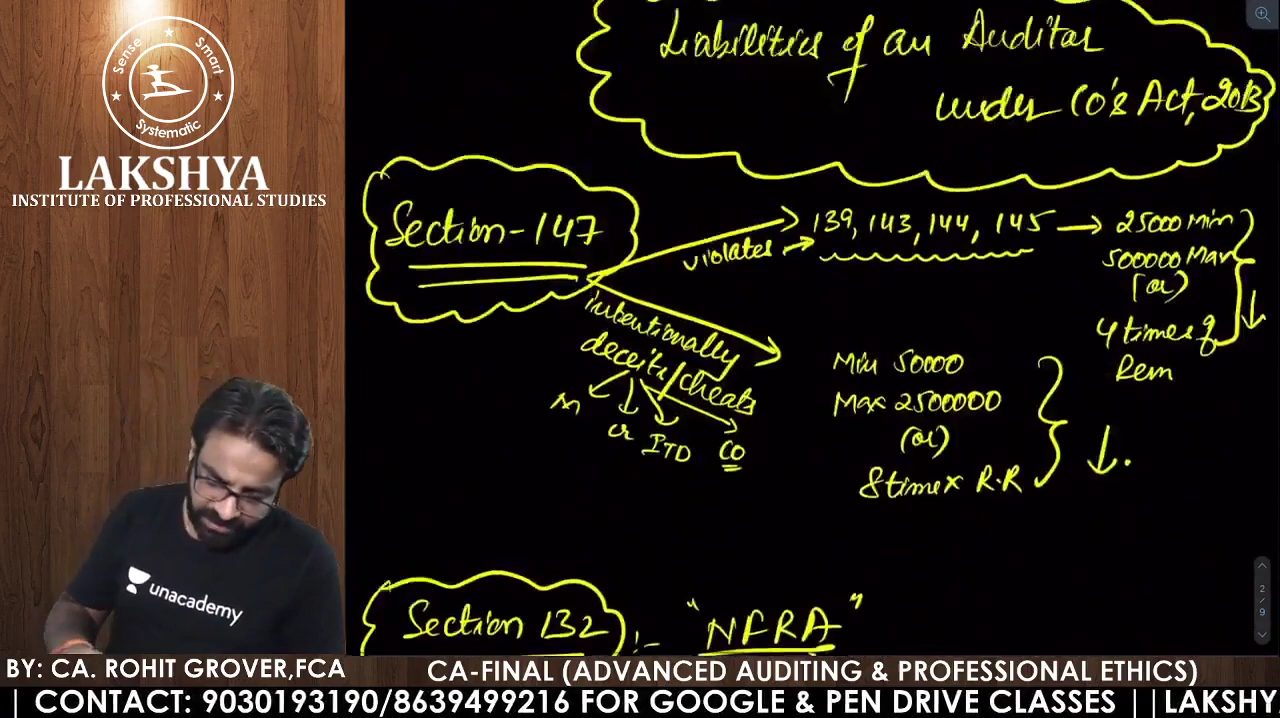 Sense
Smart
Systematic
LAKSHYA
INSTITUTE OF PROFESSIONAL STUDIES
Liabilities of an Auditor
under Co's Act, 2013
Section-147
violates
139, 143, 144, 145
25000 Min
500000 Max
(or)
4 times of
Rem
intentionally
deceits/cheats
ITD
CO
Min 50000
Max 2500000
(or)
8 timex R.R
unacademy
Section 132 :- "NFRA"
2
/
9
BY: CA. ROHIT GROVER,FCA
CA-FINAL (ADVANCED AUDITING & PROFESSIONAL ETHICS)
| CONTACT: 9030193190/8639499216 FOR GOOGLE & PEN DRIVE CLASSES ||LAKSHY